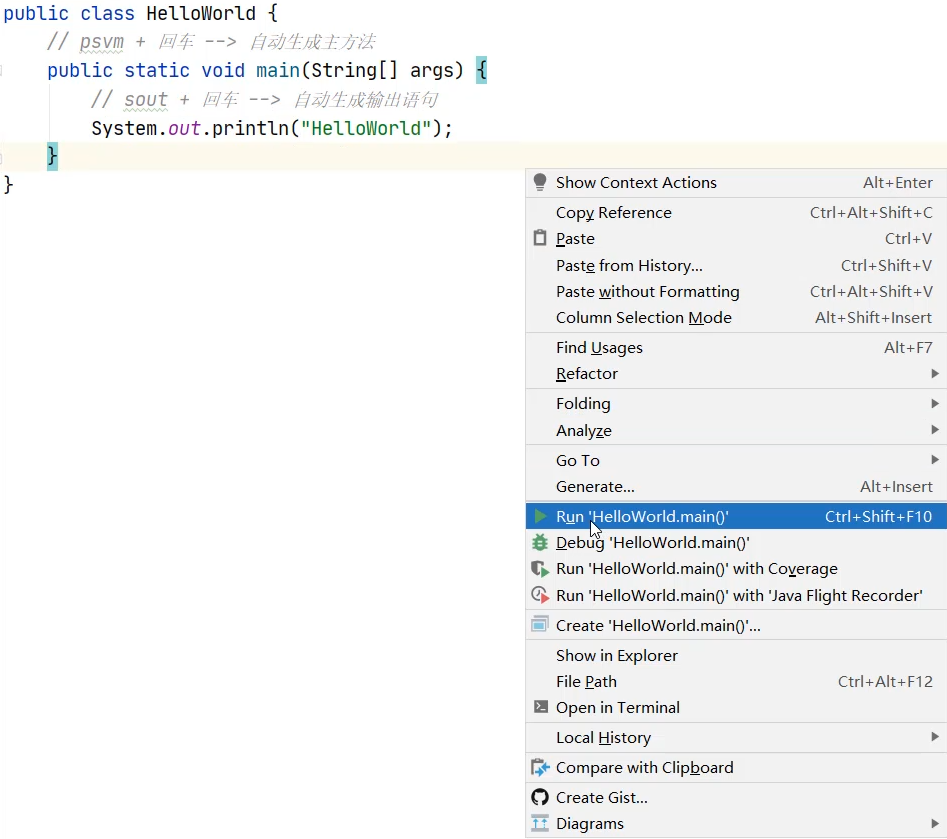 public class HelloWorld {
// psvm + 回车 --> 自动生成主方法
public static void main(String[] args) {
// sout + 回车 --> 自动生成输出语句
System.out.println("HelloWorld");
}
}
Show Context Actions Alt+Enter
Copy Reference Ctrl+Alt+Shift+C
Paste Ctrl+V
Paste from History... Ctrl+Shift+V
Paste without Formatting Ctrl+Alt+Shift+V
Column Selection Mode Alt+Shift+Insert
Find Usages Alt+F7
Refactor
Folding
Analyze
Go To
Generate... Alt+Insert
Run 'HelloWorld.main()' Ctrl+Shift+F10
Debug 'HelloWorld.main()'
Run 'HelloWorld.main()' with Coverage
Run 'HelloWorld.main()' with 'Java Flight Recorder'
Create 'HelloWorld.main()'...
Show in Explorer
File Path Ctrl+Alt+F12
Open in Terminal
Local History
Compare with Clipboard
Create Gist...
Diagrams